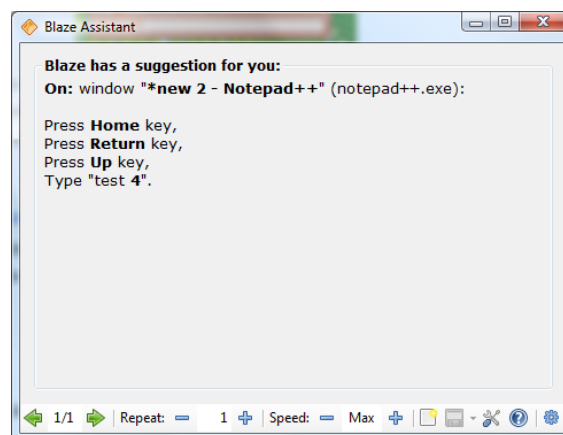 Blaze Assistant
Blaze has a suggestion for you:
On: window "*new 2 - Notepad++" (notepad++.exe):
Press Home key,
Press Return key,
Press Up key,
Type "test 4".
1/1 Repeat: 1 Speed: Max